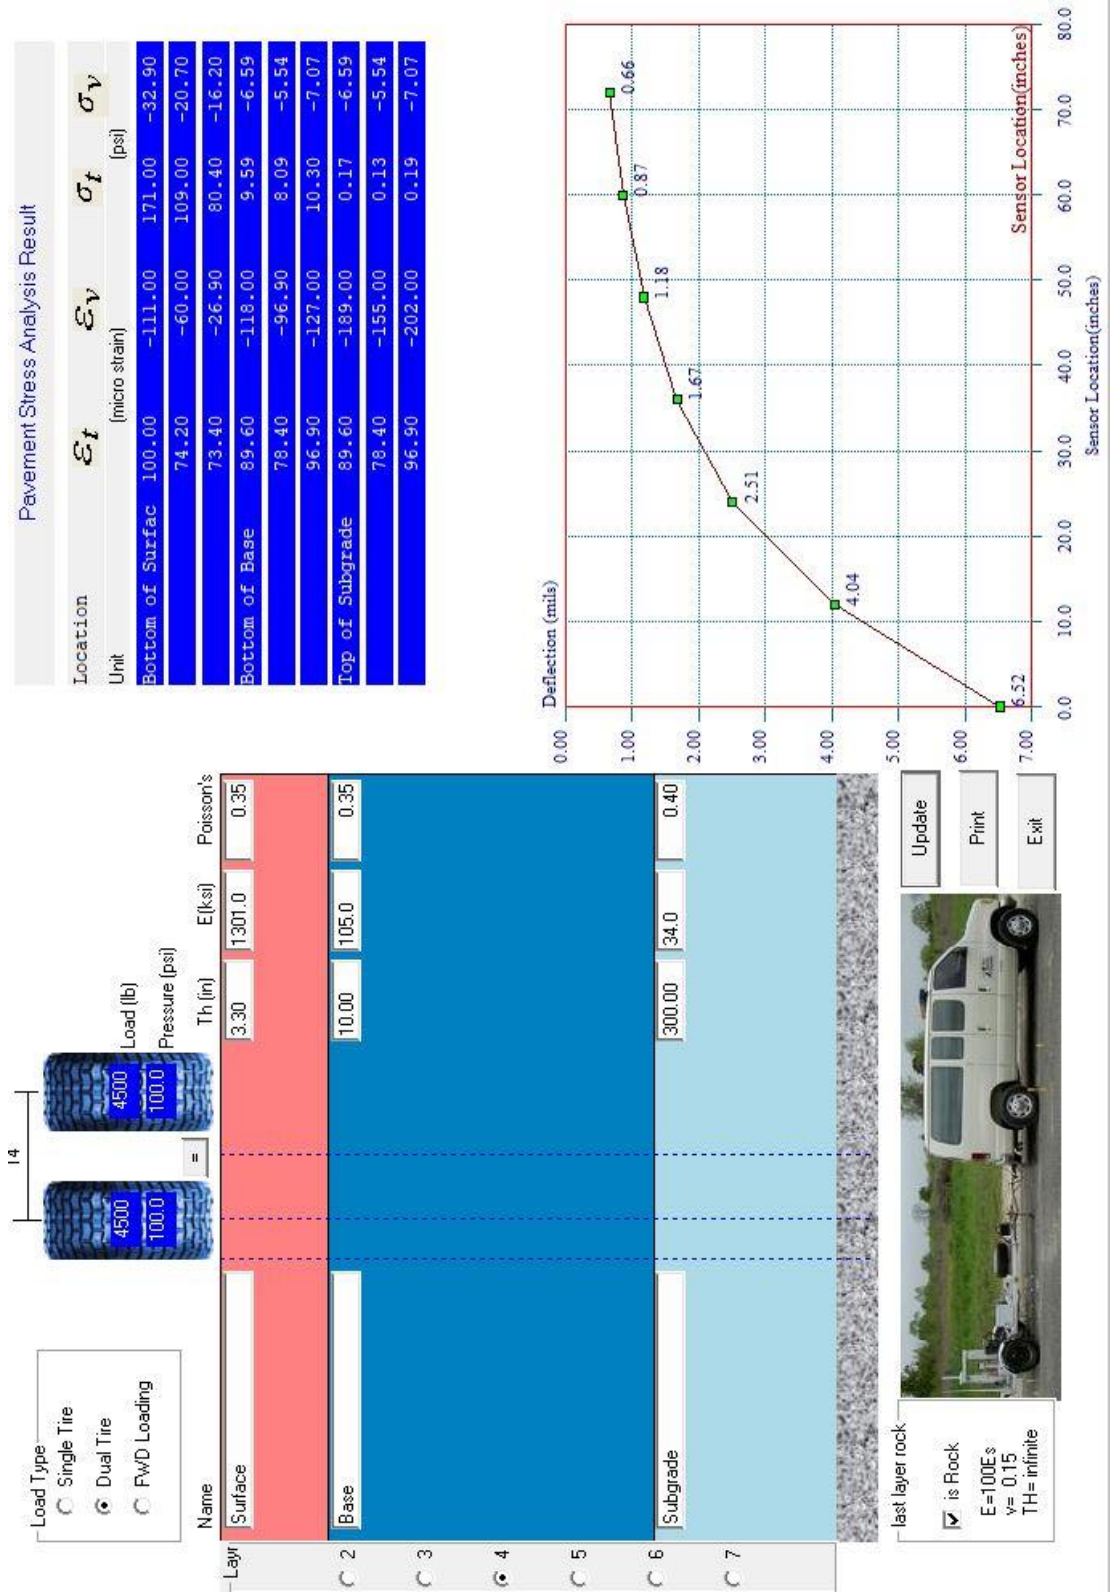 Load Type
Single Tire
Dual Tire
FWD Loading
14
4500
4500
Load (lb)
100.0
100.0
Pressure (psi)
=
Layr
Name
Th (in)
E(ksi)
Poisson's
Surface
3.30
1301.0
0.35
2
Base
10.00
105.0
0.35
3
4
5
6
Subgrade
300.00
34.0
0.40
7
last layer rock
is Rock
E=100Es
v= 0.15
TH= infinite
Update
Print
Exit
Pavement Stress Analysis Result
Location εt εv σt σv
Unit (micro strain) (psi)
Bottom of Surfac 100.00 -111.00 171.00 -32.90
74.20 -60.00 109.00 -20.70
73.40 -26.90 80.40 -16.20
Bottom of Base 89.60 -118.00 9.59 -6.59
78.40 -96.90 8.09 -5.54
96.90 -127.00 10.30 -7.07
Top of Subgrade 89.60 -189.00 0.17 -6.59
78.40 -155.00 0.13 -5.54
96.90 -202.00 0.19 -7.07
Deflection (mils)
0.00
1.00
2.00
3.00
4.00
5.00
6.00
7.00
6.52
4.04
2.51
1.67
1.18
0.87
0.66
Sensor Location(inches)
0.0 10.0 20.0 30.0 40.0 50.0 60.0 70.0 80.0
Sensor Location(inches)